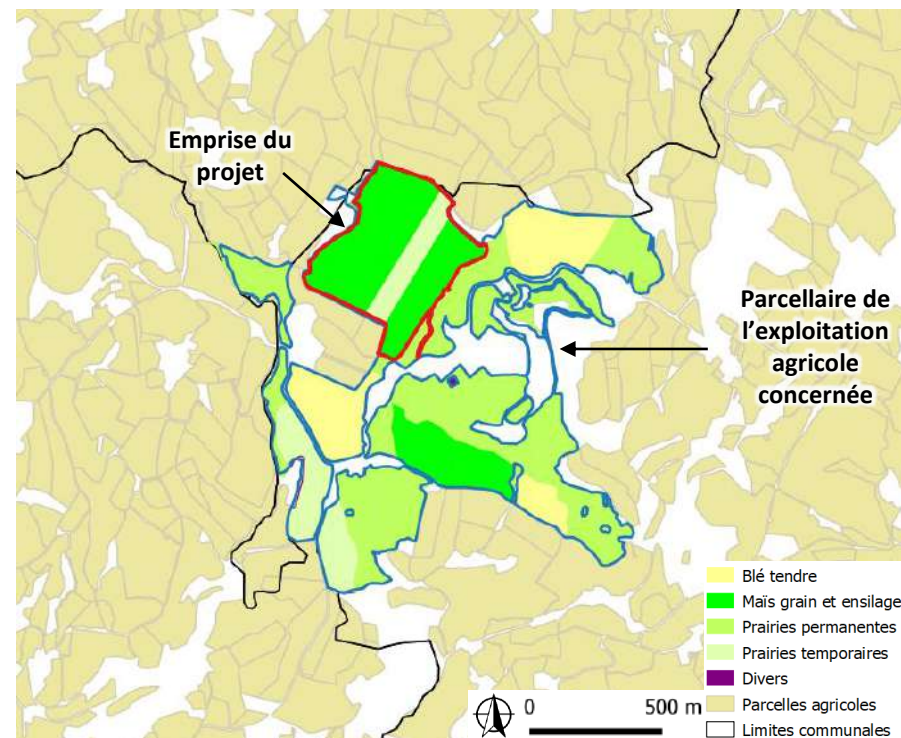 Emprise du
projet
Parcellaire de
l'exploitation
agricole
concernée
Blé tendre
Maïs grain et ensilage
Prairies permanentes
Prairies temporaires
Divers
Parcelles agricoles
Limites communales
0 500 m